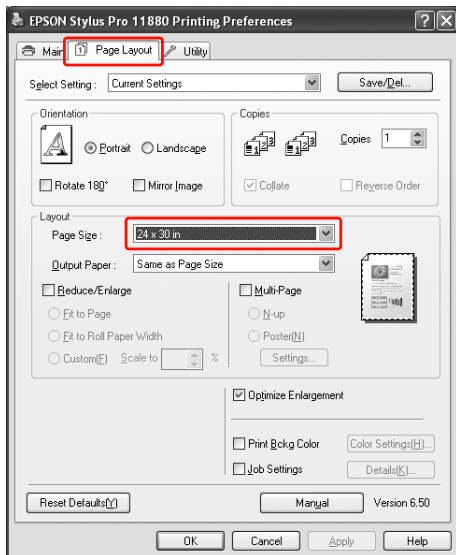 EPSON Stylus Pro 11880 Printing Preferences
Main
Page Layout
Utility
Select Setting : Current Settings Save/Del...
Orientation
A Portrait Landscape
Rotate 180° Mirror Image
Copies
Copies 1
Collate Reverse Order
Layout
Page Size : 24 x 30 in
Output Paper : Same as Page Size
Reduce/Enlarge
Fit to Page
Fit to Roll Paper Width
Custom(F) Scale to %
Multi-Page
N-up
Poster(N)
Settings...
Optimize Enlargement
Print Bckg Color Color Settings(H)...
Job Settings Details(K)...
Reset Defaults(Y) Manual Version 6.50
OK Cancel Apply Help